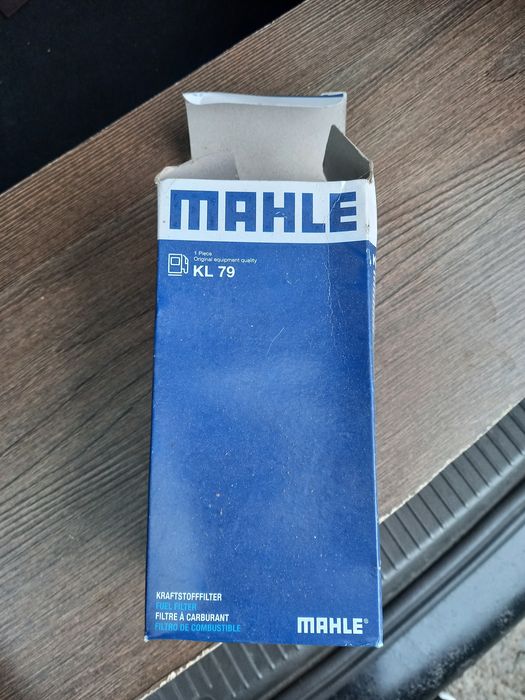 MAHLE
1 Piece
Original equipment quality
KL 79
KRAFTSTOFFFILTER
FUEL FILTER
FILTRE À CARBURANT
FILTRO DE COMBUSTIBLE
MAHLE®